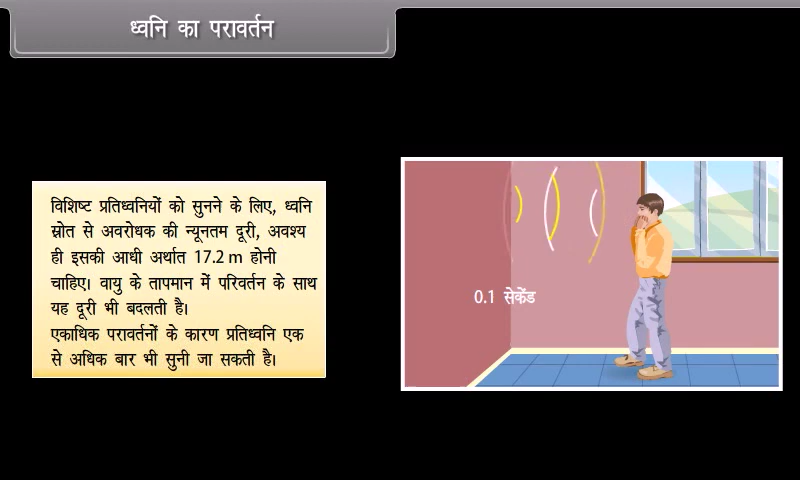 ध्वनि का परावर्तन
विशिष्ट प्रतिध्वनियों को सुनने के लिए, ध्वनि
स्रोत से अवरोधक की न्यूनतम दूरी, अवश्य
ही इसकी आधी अर्थात 17.2 m होनी
चाहिए। वायु के तापमान में परिवर्तन के साथ
यह दूरी भी बदलती है।
एकाधिक परावर्तनों के कारण प्रतिध्वनि एक
से अधिक बार भी सुनी जा सकती है।
0.1 सेकेंड